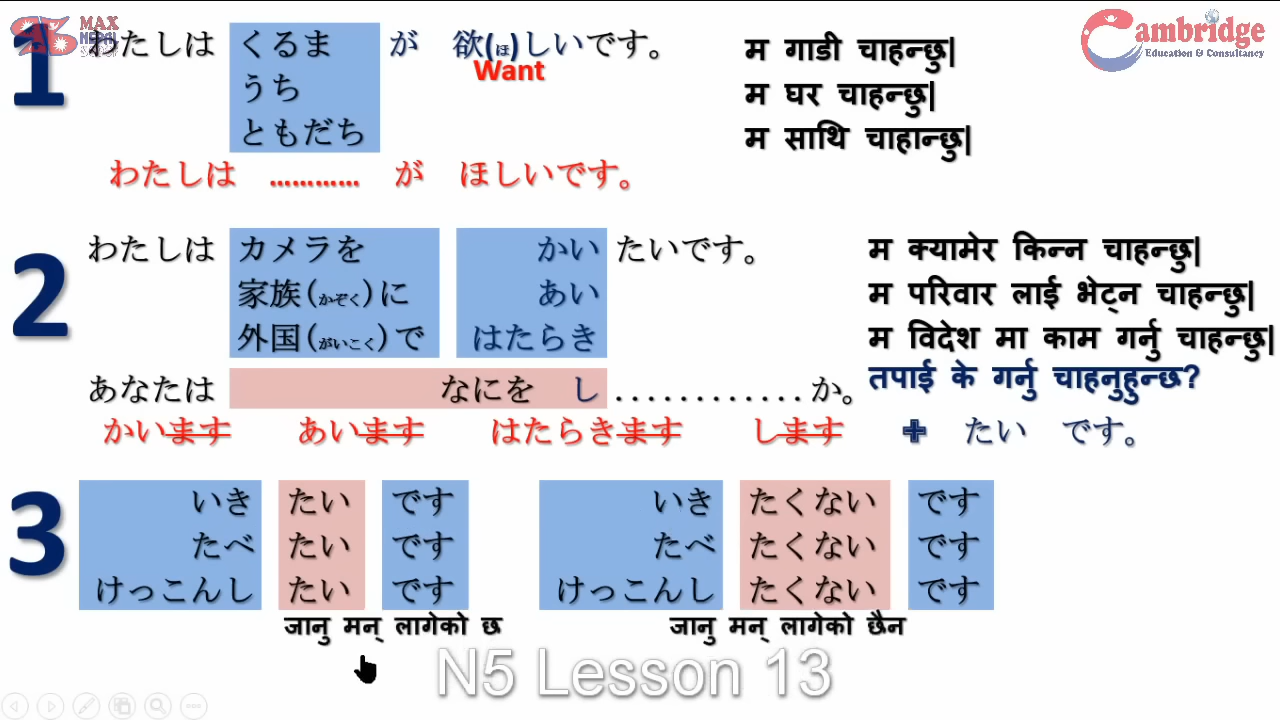 MAX
NEPAL
STOP
Cambridge
Education & Consultancy
1
わたしは くるま が 欲(ほ)しいです。
Want
うち
ともだち
わたしは ………… が ほしいです。
म गाडी चाहन्छु|
म घर चाहन्छु|
म साथि चाहान्छु|
2
わたしは カメラを かい たいです。
家族(かぞく)に あい
外国(がいこく)で はたらき
म क्यामेर किन्न चाहन्छु|
म परिवार लाई भेट्न चाहन्छु|
म विदेश मा काम गर्नु चाहन्छु|
あなたは なにを し ............か。
तपाई के गर्नु चाहनुहुन्छ?
かいます あいます はたらきます します + たい です。
3
いき たい です いき たくない です
たべ たい です たべ たくない です
けっこんし たい です けっこんし たくない です
जानु मन् लागेको छ जानु मन् लागेको छैन
N5 Lesson 13